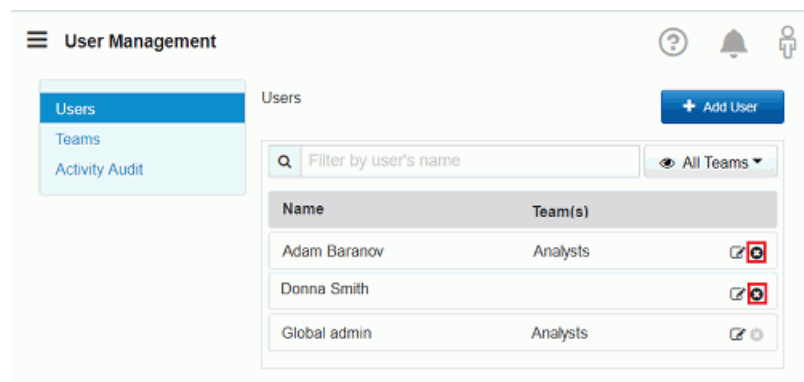 User Management
Users
Teams
Activity Audit
Users
Add User
Filter by user's name
All Teams
Name Team(s)
Adam Baranov Analysts
Donna Smith
Global admin Analysts